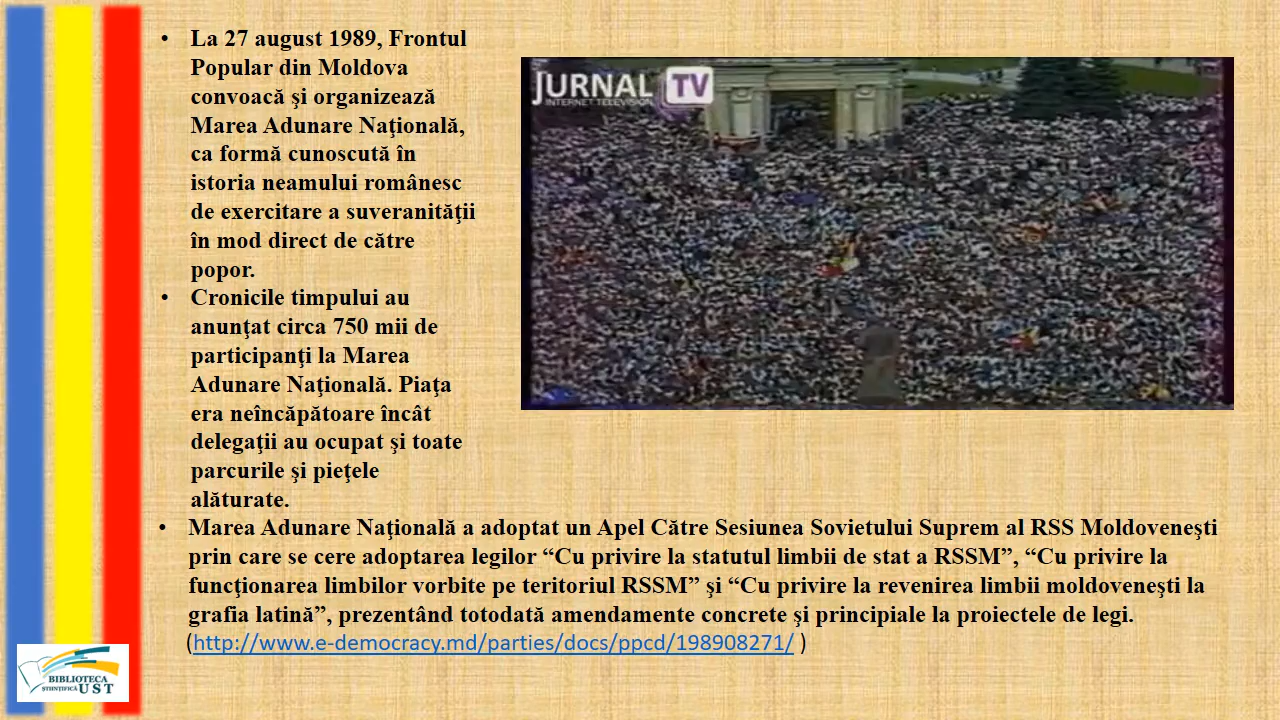 • La 27 august 1989, Frontul
Popular din Moldova
convoacă şi organizează
Marea Adunare Naţională,
ca formă cunoscută în
istoria neamului românesc
de exercitare a suveranităţii
în mod direct de către
popor.
• Cronicile timpului au
anunţat circa 750 mii de
participanţi la Marea
Adunare Naţională. Piaţa
era neîncăpătoare încât
delegaţii au ocupat şi toate
parcurile şi pieţele
alăturate.
JURNAL TV
INTERNET TELEVISION
• Marea Adunare Naţională a adoptat un Apel Către Sesiunea Sovietului Suprem al RSS Moldoveneşti
prin care se cere adoptarea legilor “Cu privire la statutul limbii de stat a RSSM”, “Cu privire la
funcţionarea limbilor vorbite pe teritoriul RSSM” şi “Cu privire la revenirea limbii moldoveneşti la
grafia latină”, prezentând totodată amendamente concrete şi principiale la proiectele de legi.
(http://www.e-democracy.md/parties/docs/ppcd/198908271/ )
BIBLIOTECA
ŞTIINŢIFICĂ UST